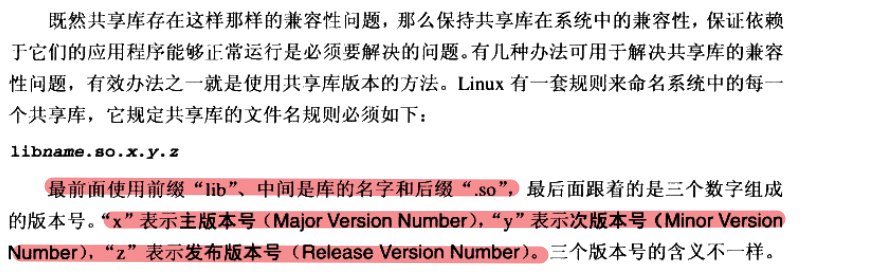 既然共享库存在这样那样的兼容性问题，那么保持共享库在系统中的兼容性，保证依赖
于它们的应用程序能够正常运行是必须要解决的问题。有几种办法可用于解决共享库的兼容
性问题，有效办法之一就是使用共享库版本的方法。Linux 有一套规则来命名系统中的每一
个共享库，它规定共享库的文件名规则必须如下：
libname.so.x.y.z
最前面使用前缀“lib”、中间是库的名字和后缀“.so”，最后面跟着的是三个数字组成
的版本号。“x”表示主版本号（Major Version Number），“y”表示次版本号（Minor Version
Number），“z”表示发布版本号（Release Version Number）。三个版本号的含义不一样。